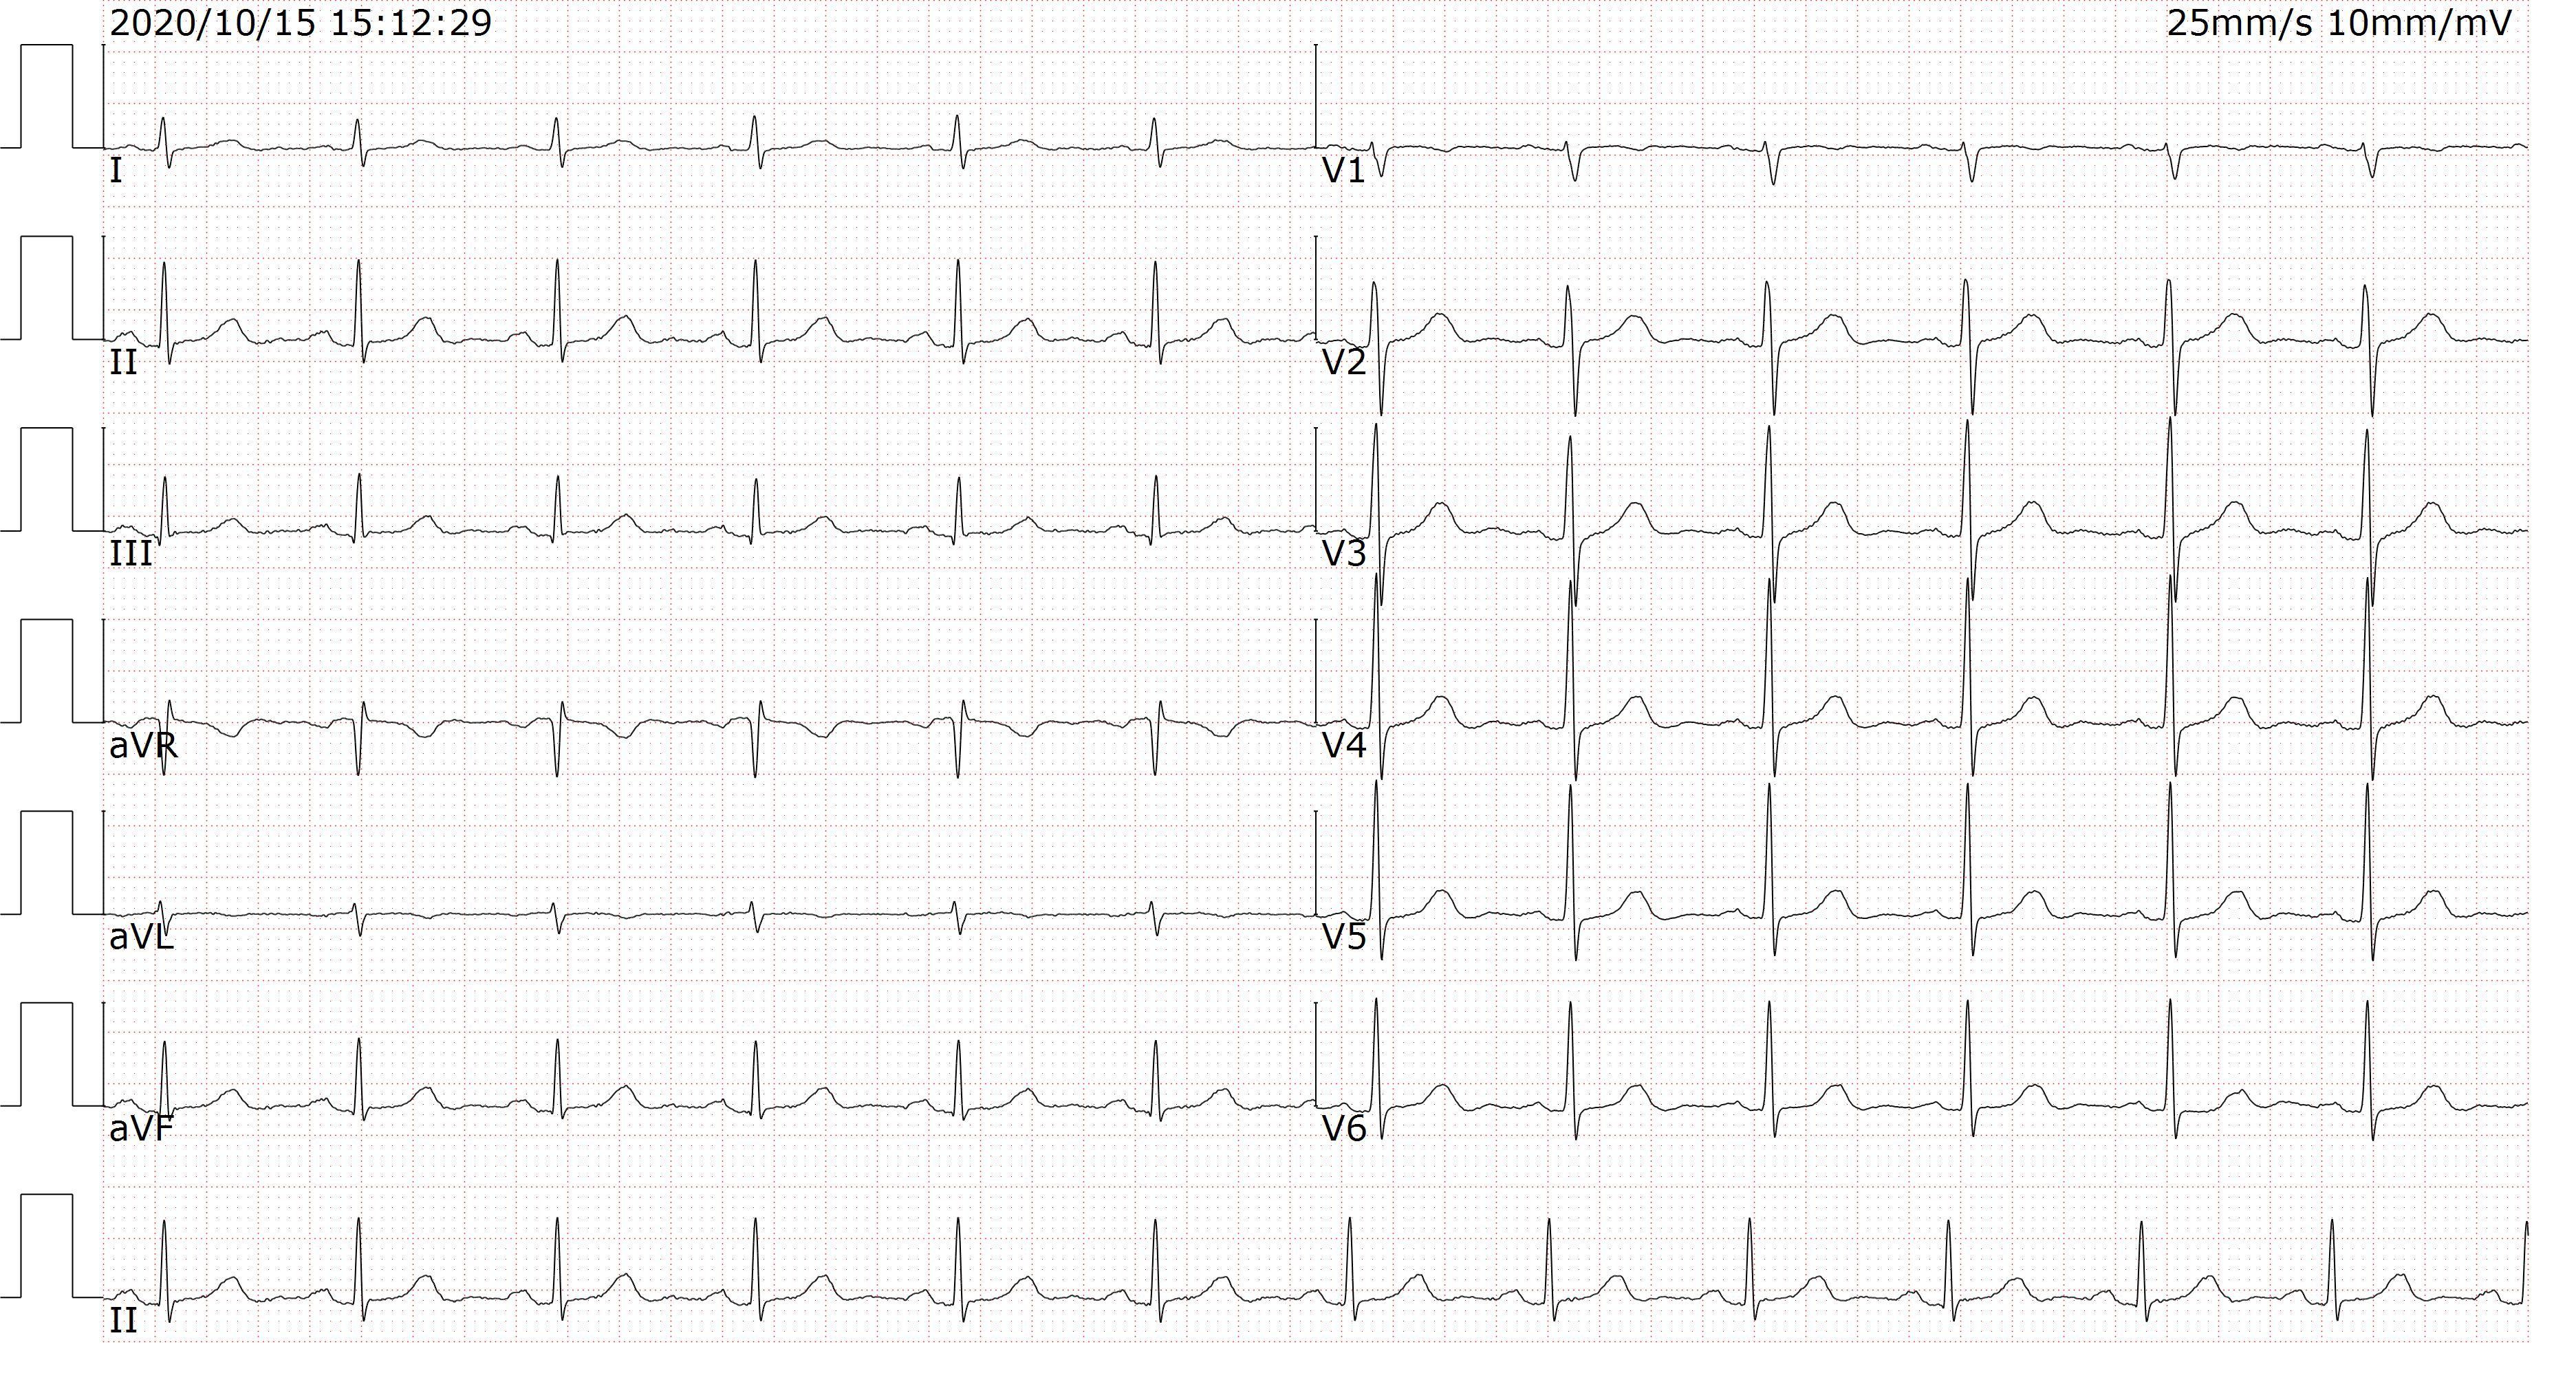 2020/10/15 15:12:29 25mm/s 10mm/mV
I V1
II V2
III V3
aVR V4
aVL V5
aVF V6
II